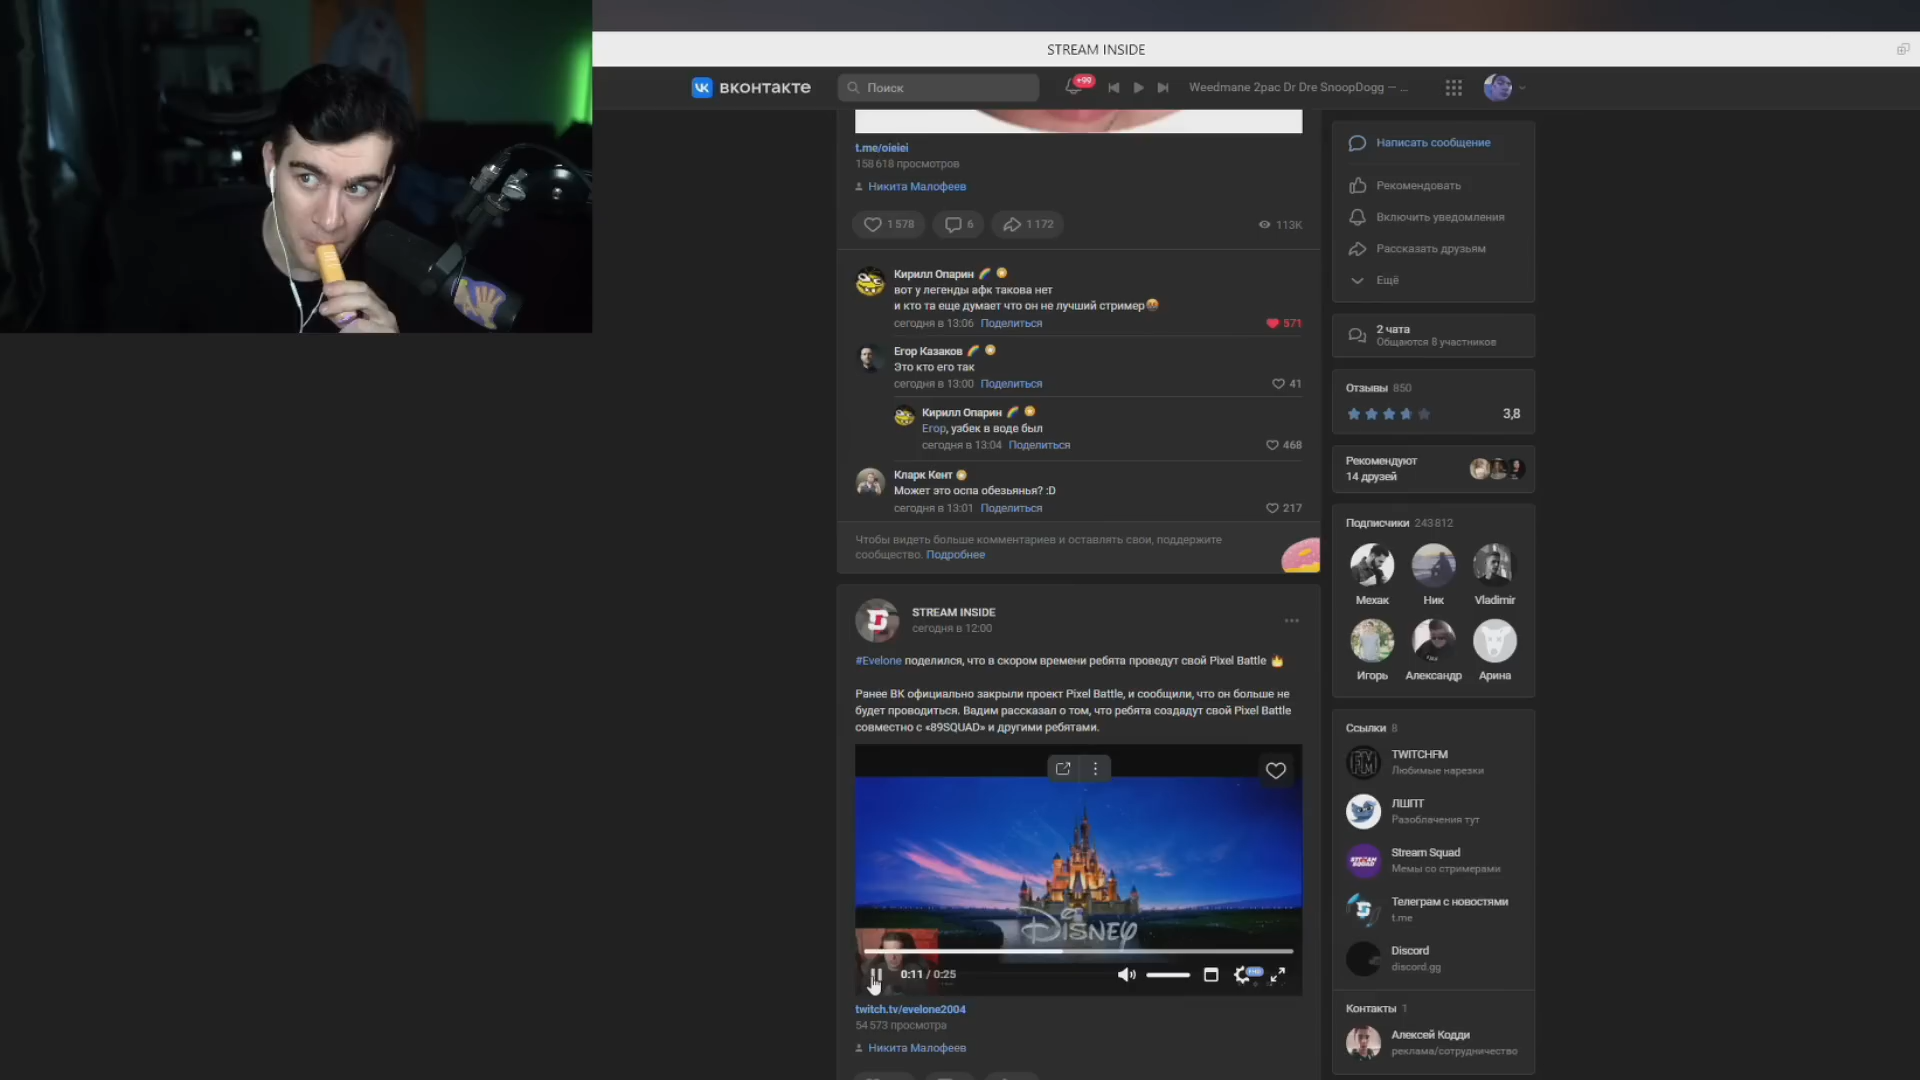 STREAM INSIDE
вконтакте
Поиск
+99
Weedmane 2pac Dr Dre SnoopDogg — ...
t.me/oieiei
158 618 просмотров
Никита Малофеев
1 578
6
1 172
113K
Кирилл Опарин
вот у легенды афк такова нет
и кто та еще думает что он не лучший стример
сегодня в 13:06 Поделиться
571
Егор Казаков
Это кто его так
сегодня в 13:00 Поделиться
41
Кирилл Опарин
Егор, узбек в воде был
сегодня в 13:04 Поделиться
468
Кларк Кент
Может это оспа обезьянья? :D
сегодня в 13:01 Поделиться
217
Чтобы видеть больше комментариев и оставлять свои, поддержите
сообщество. Подробнее
STREAM INSIDE
сегодня в 12:00
#Evelone поделился, что в скором времени ребята проведут свой Pixel Battle
Ранее ВК официально закрыли проект Pixel Battle, и сообщили, что он больше не
будет проводиться. Вадим рассказал о том, что ребята создадут свой Pixel Battle
совместно с «89SQUAD» и другими ребятами.
DISNEY
0:11 / 0:25
twitch.tv/evelone2004
54 573 просмотра
Никита Малофеев
Написать сообщение
Рекомендовать
Включить уведомления
Рассказать друзьям
Ещё
2 чата
Общаются 8 участников
Отзывы 850
3,8
Рекомендуют
14 друзей
Подписчики 243 812
Мехак
Ник
Vladimir
Игорь
Александр
Арина
Ссылки 8
TWITCHFM
Любимые нарезки
ЛШПТ
Разоблачения тут
Stream Squad
Мемы со стримерами
Телеграм с новостями
t.me
Discord
discord.gg
Контакты 1
Алексей Кодди
реклама/сотрудничество